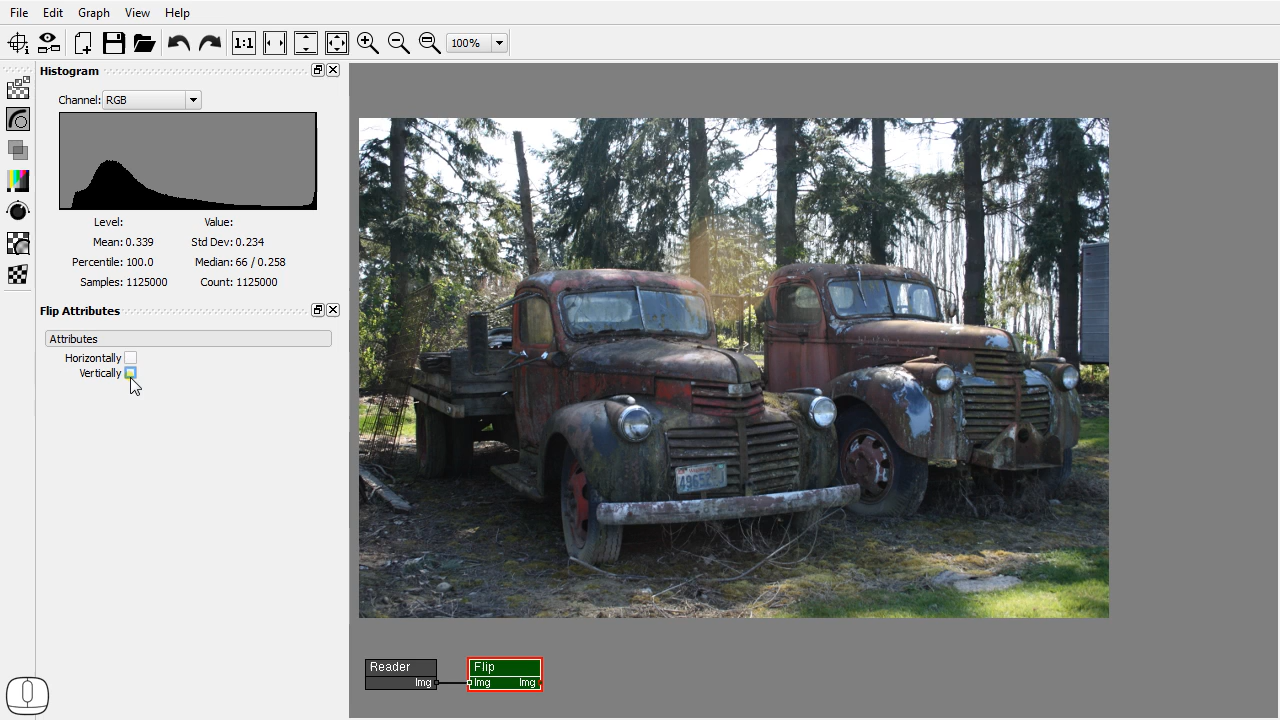 File Edit Graph View Help
1:1 100%
Histogram
Channel: RGB
Level: Value:
Mean: 0.339 Std Dev: 0.234
Percentile: 100.0 Median: 66 / 0.258
Samples: 1125000 Count: 1125000
Flip Attributes
Attributes
Horizontally
Vertically
Reader
Img
Flip
Img Img